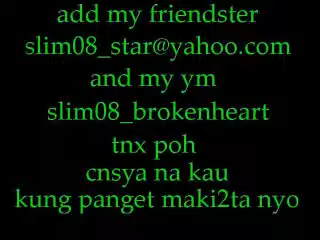 add my friendster
slim08_star@yahoo.com
and my ym
slim08_brokenheart
tnx poh
cnsya na kau
kung panget maki2ta nyo